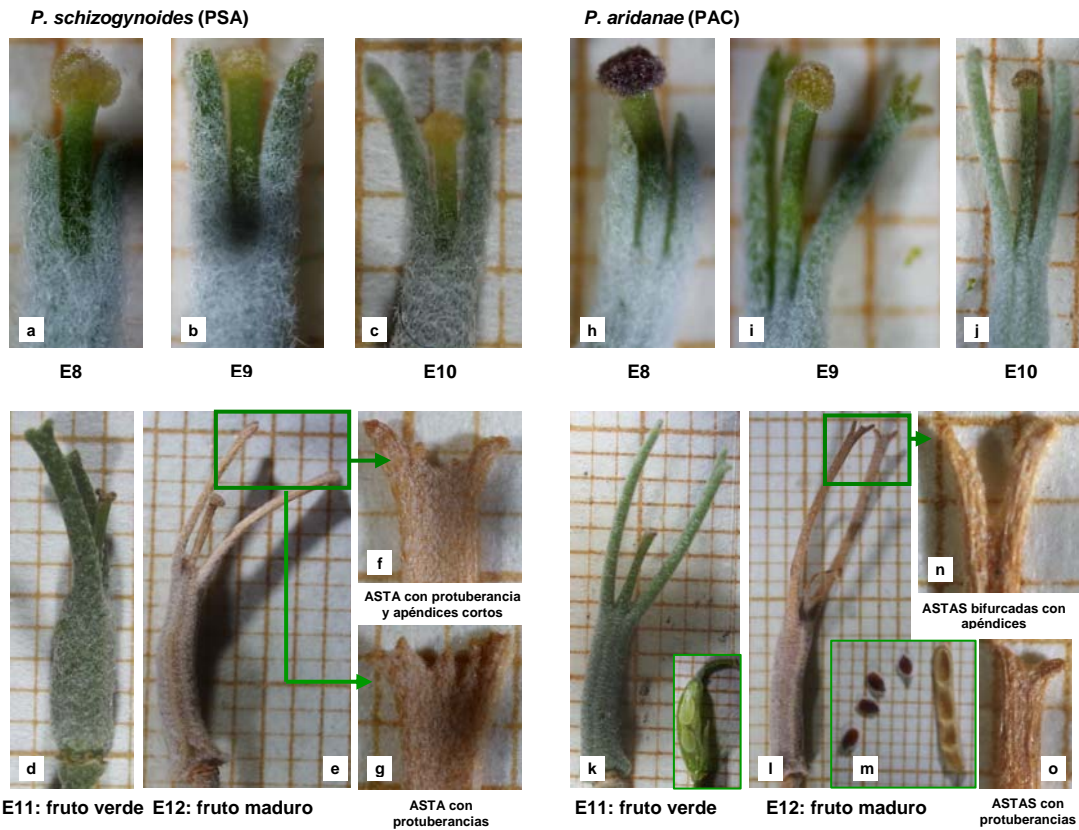 P. schizogynoides (PSA)
P. aridanae (PAC)
a
b
c
h
i
j
E8
E9
E10
E8
E9
E10
d
e
f
ASTA con protuberancia
y apéndices cortos
g
k
l
m
n
ASTAS bifurcadas con
apéndices
o
E11: fruto verde
E12: fruto maduro
ASTA con
protuberancias
E11: fruto verde
E12: fruto maduro
ASTAS con
protuberancias